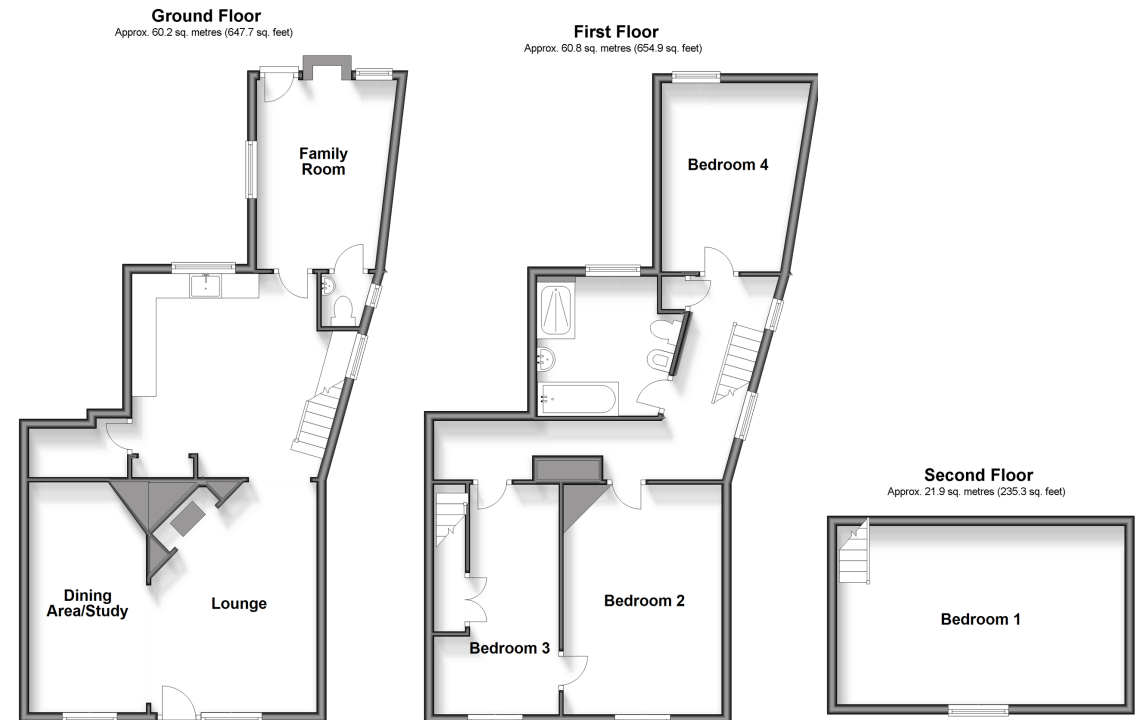 Ground Floor
Approx. 60.2 sq. metres (647.7 sq. feet)
Family
Room
Dining
Area/Study
Lounge
First Floor
Approx. 60.8 sq. metres (654.9 sq. feet)
Bedroom 4
Bedroom 2
Bedroom 3
Second Floor
Approx. 21.9 sq. metres (235.3 sq. feet)
Bedroom 1